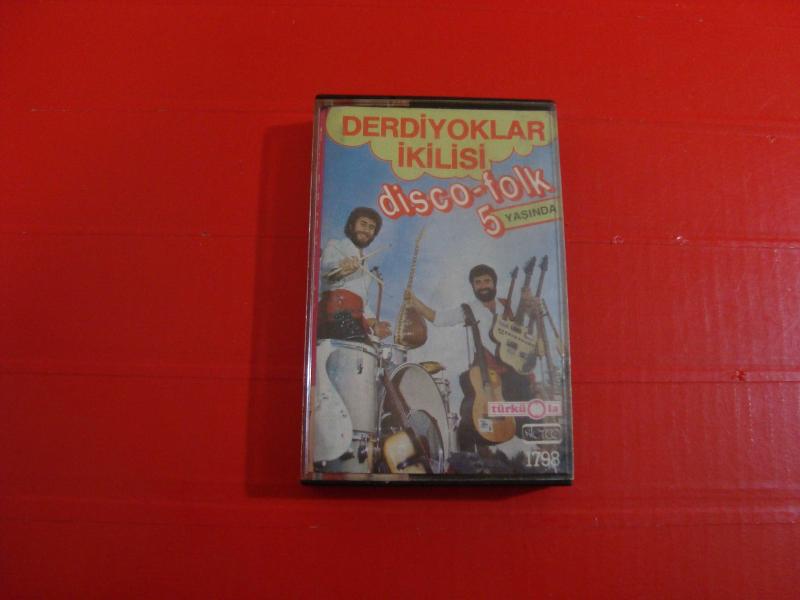 DERDİYOKLAR
İKİLİSİ
disco-folk
5 YAŞINDA
türküola
1798